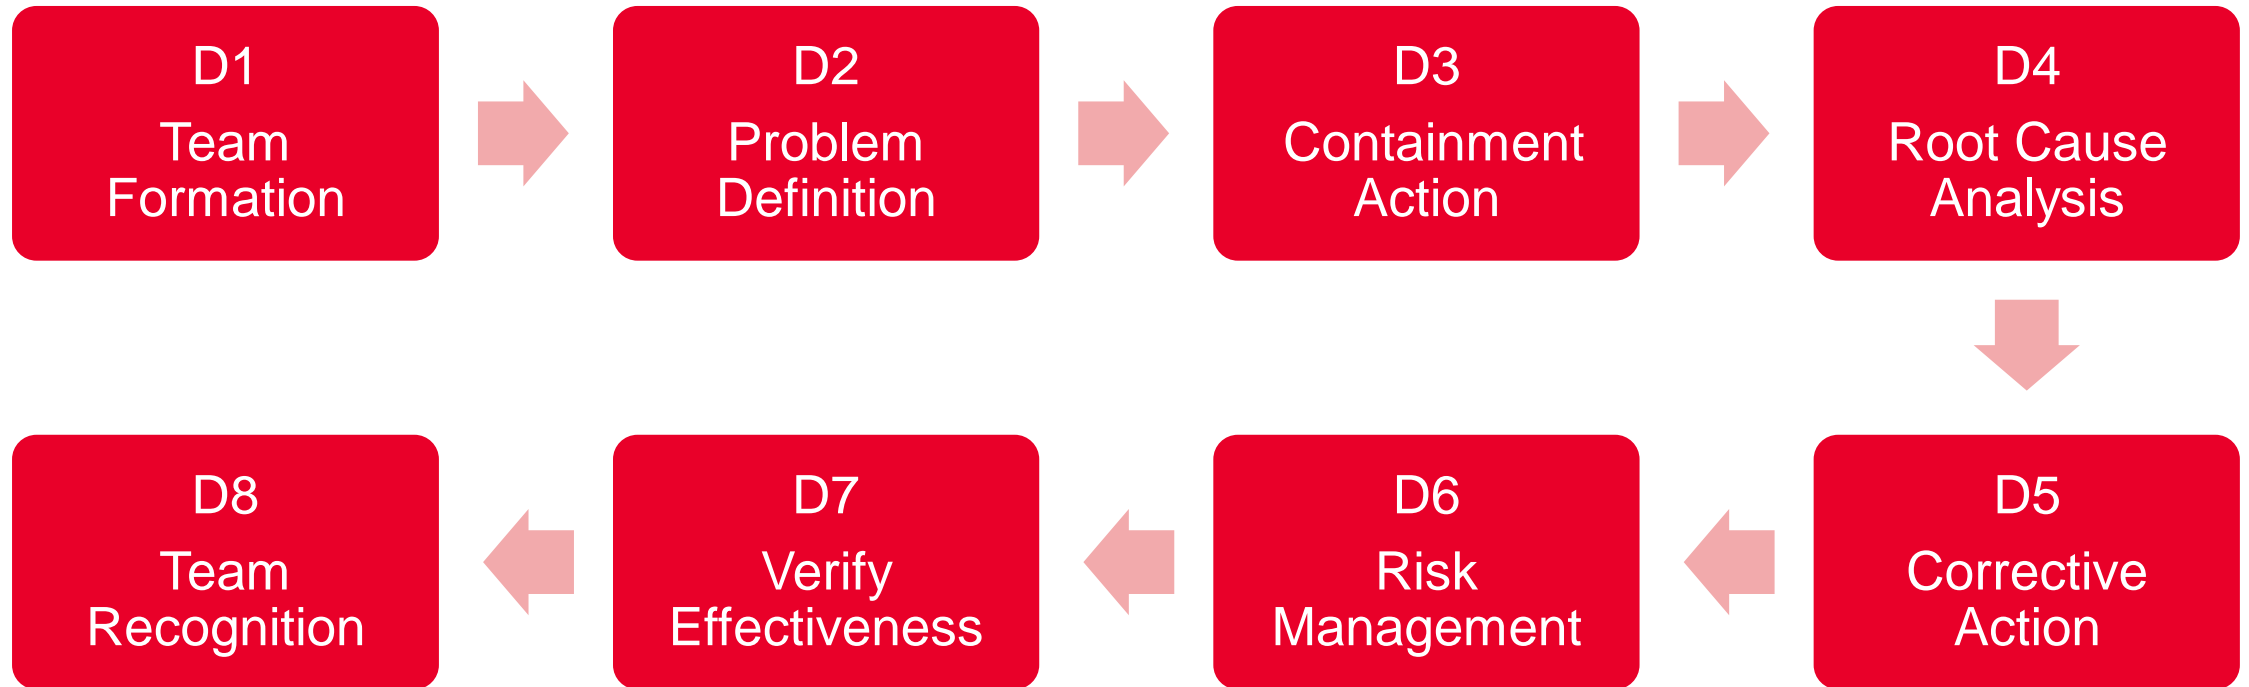 D1
Team
Formation
D2
Problem
Definition
D3
Containment
Action
D4
Root Cause
Analysis
D5
Corrective
Action
D6
Risk
Management
D7
Verify
Effectiveness
D8
Team
Recognition